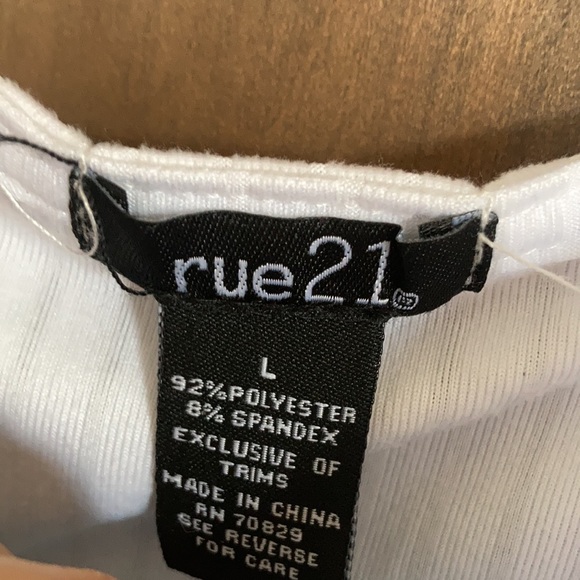 rue21
L
92%POLYESTER
8% SPANDEX
EXCLUSIVE OF
TRIMS
MADE IN CHINA
RN 70829
SEE REVERSE
FOR CARE